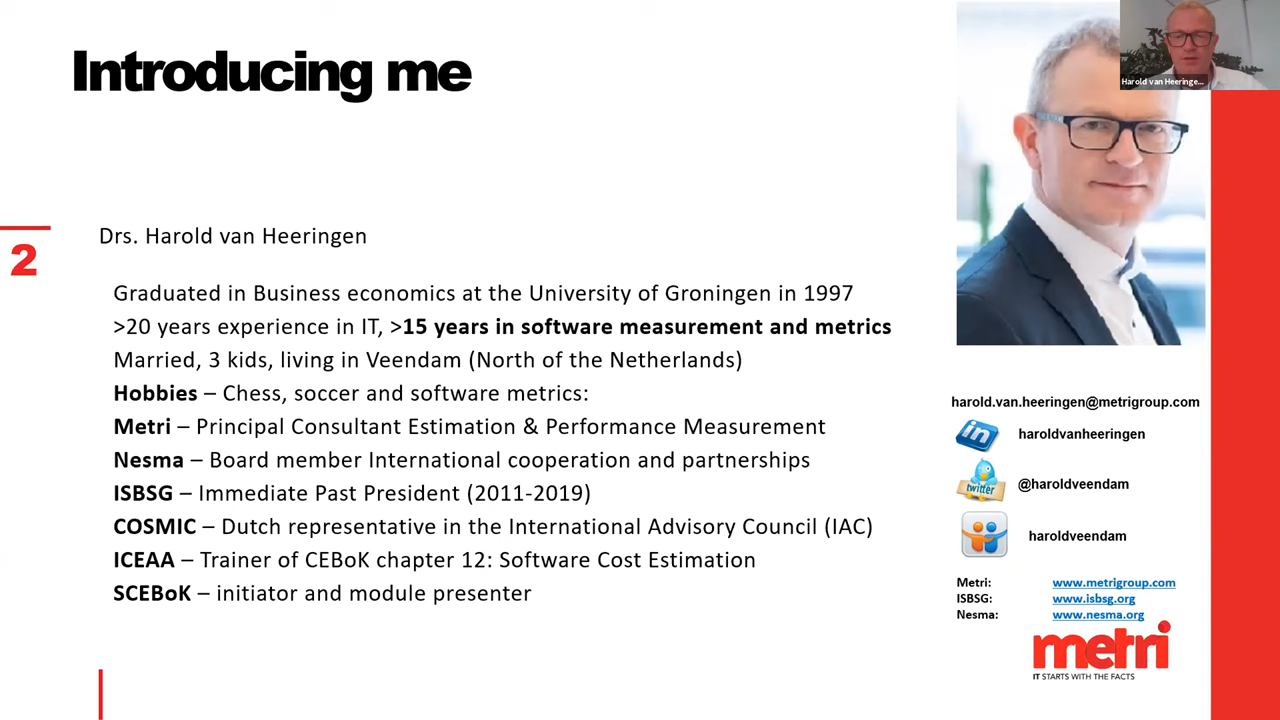 Introducing me
2
Drs. Harold van Heeringen
Graduated in Business economics at the University of Groningen in 1997
>20 years experience in IT, >15 years in software measurement and metrics
Married, 3 kids, living in Veendam (North of the Netherlands)
Hobbies – Chess, soccer and software metrics:
Metri – Principal Consultant Estimation & Performance Measurement
Nesma – Board member International cooperation and partnerships
ISBSG – Immediate Past President (2011-2019)
COSMIC – Dutch representative in the International Advisory Council (IAC)
ICEAA – Trainer of CEBoK chapter 12: Software Cost Estimation
SCEBoK – initiator and module presenter
Harold van Heeringe...
harold.van.heeringen@metrigroup.com
in haroldvanheeringen
twitter @haroldveendam
haroldveendam
Metri: www.metrigroup.com
ISBSG: www.isbsg.org
Nesma: www.nesma.org
metri
IT STARTS WITH THE FACTS